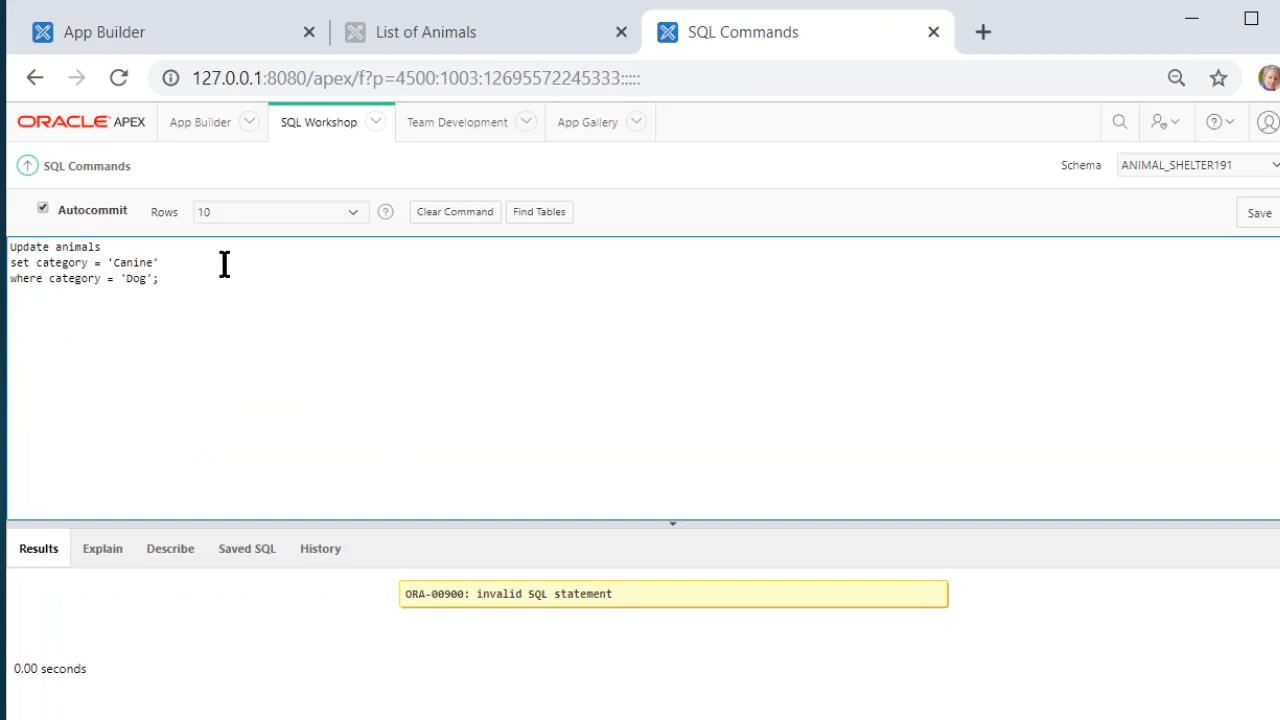 App Builder
List of Animals
SQL Commands
127.0.0.1:8080/apex/f?p=4500:1003:12695572245333:::::
ORACLE APEX
App Builder
SQL Workshop
Team Development
App Gallery
SQL Commands
Schema
ANIMAL_SHELTER191
Autocommit
Rows
10
Clear Command
Find Tables
Save
Update animals
set category = 'Canine'
where category = 'Dog';
Results
Explain
Describe
Saved SQL
History
ORA-00900: invalid SQL statement
0.00 seconds